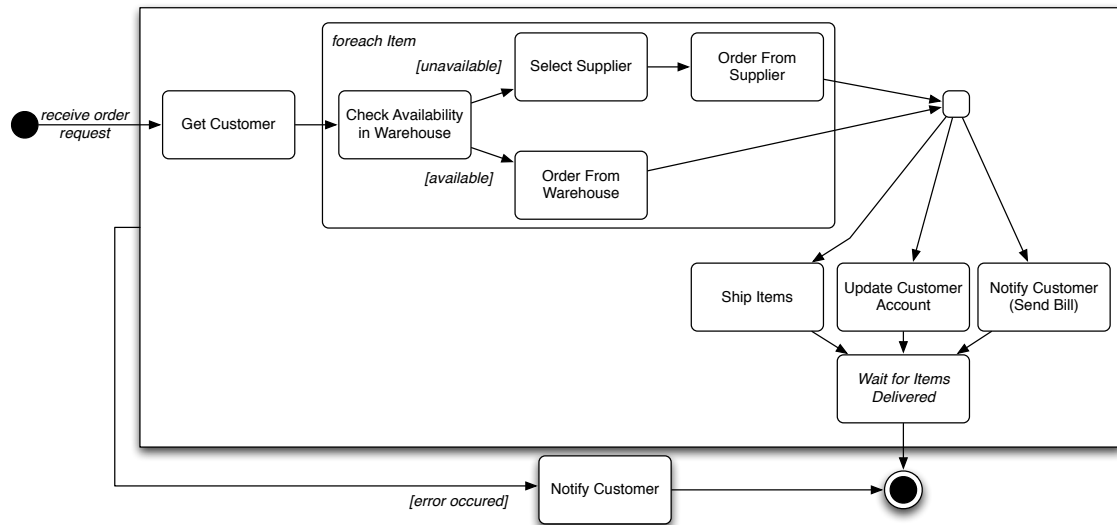 foreach Item
[unavailable]
Select Supplier
Order From
Supplier
receive order
request
Get Customer
Check Availability
in Warehouse
[available]
Order From
Warehouse
Ship Items
Update Customer
Account
Notify Customer
(Send Bill)
Wait for Items
Delivered
[error occured]
Notify Customer